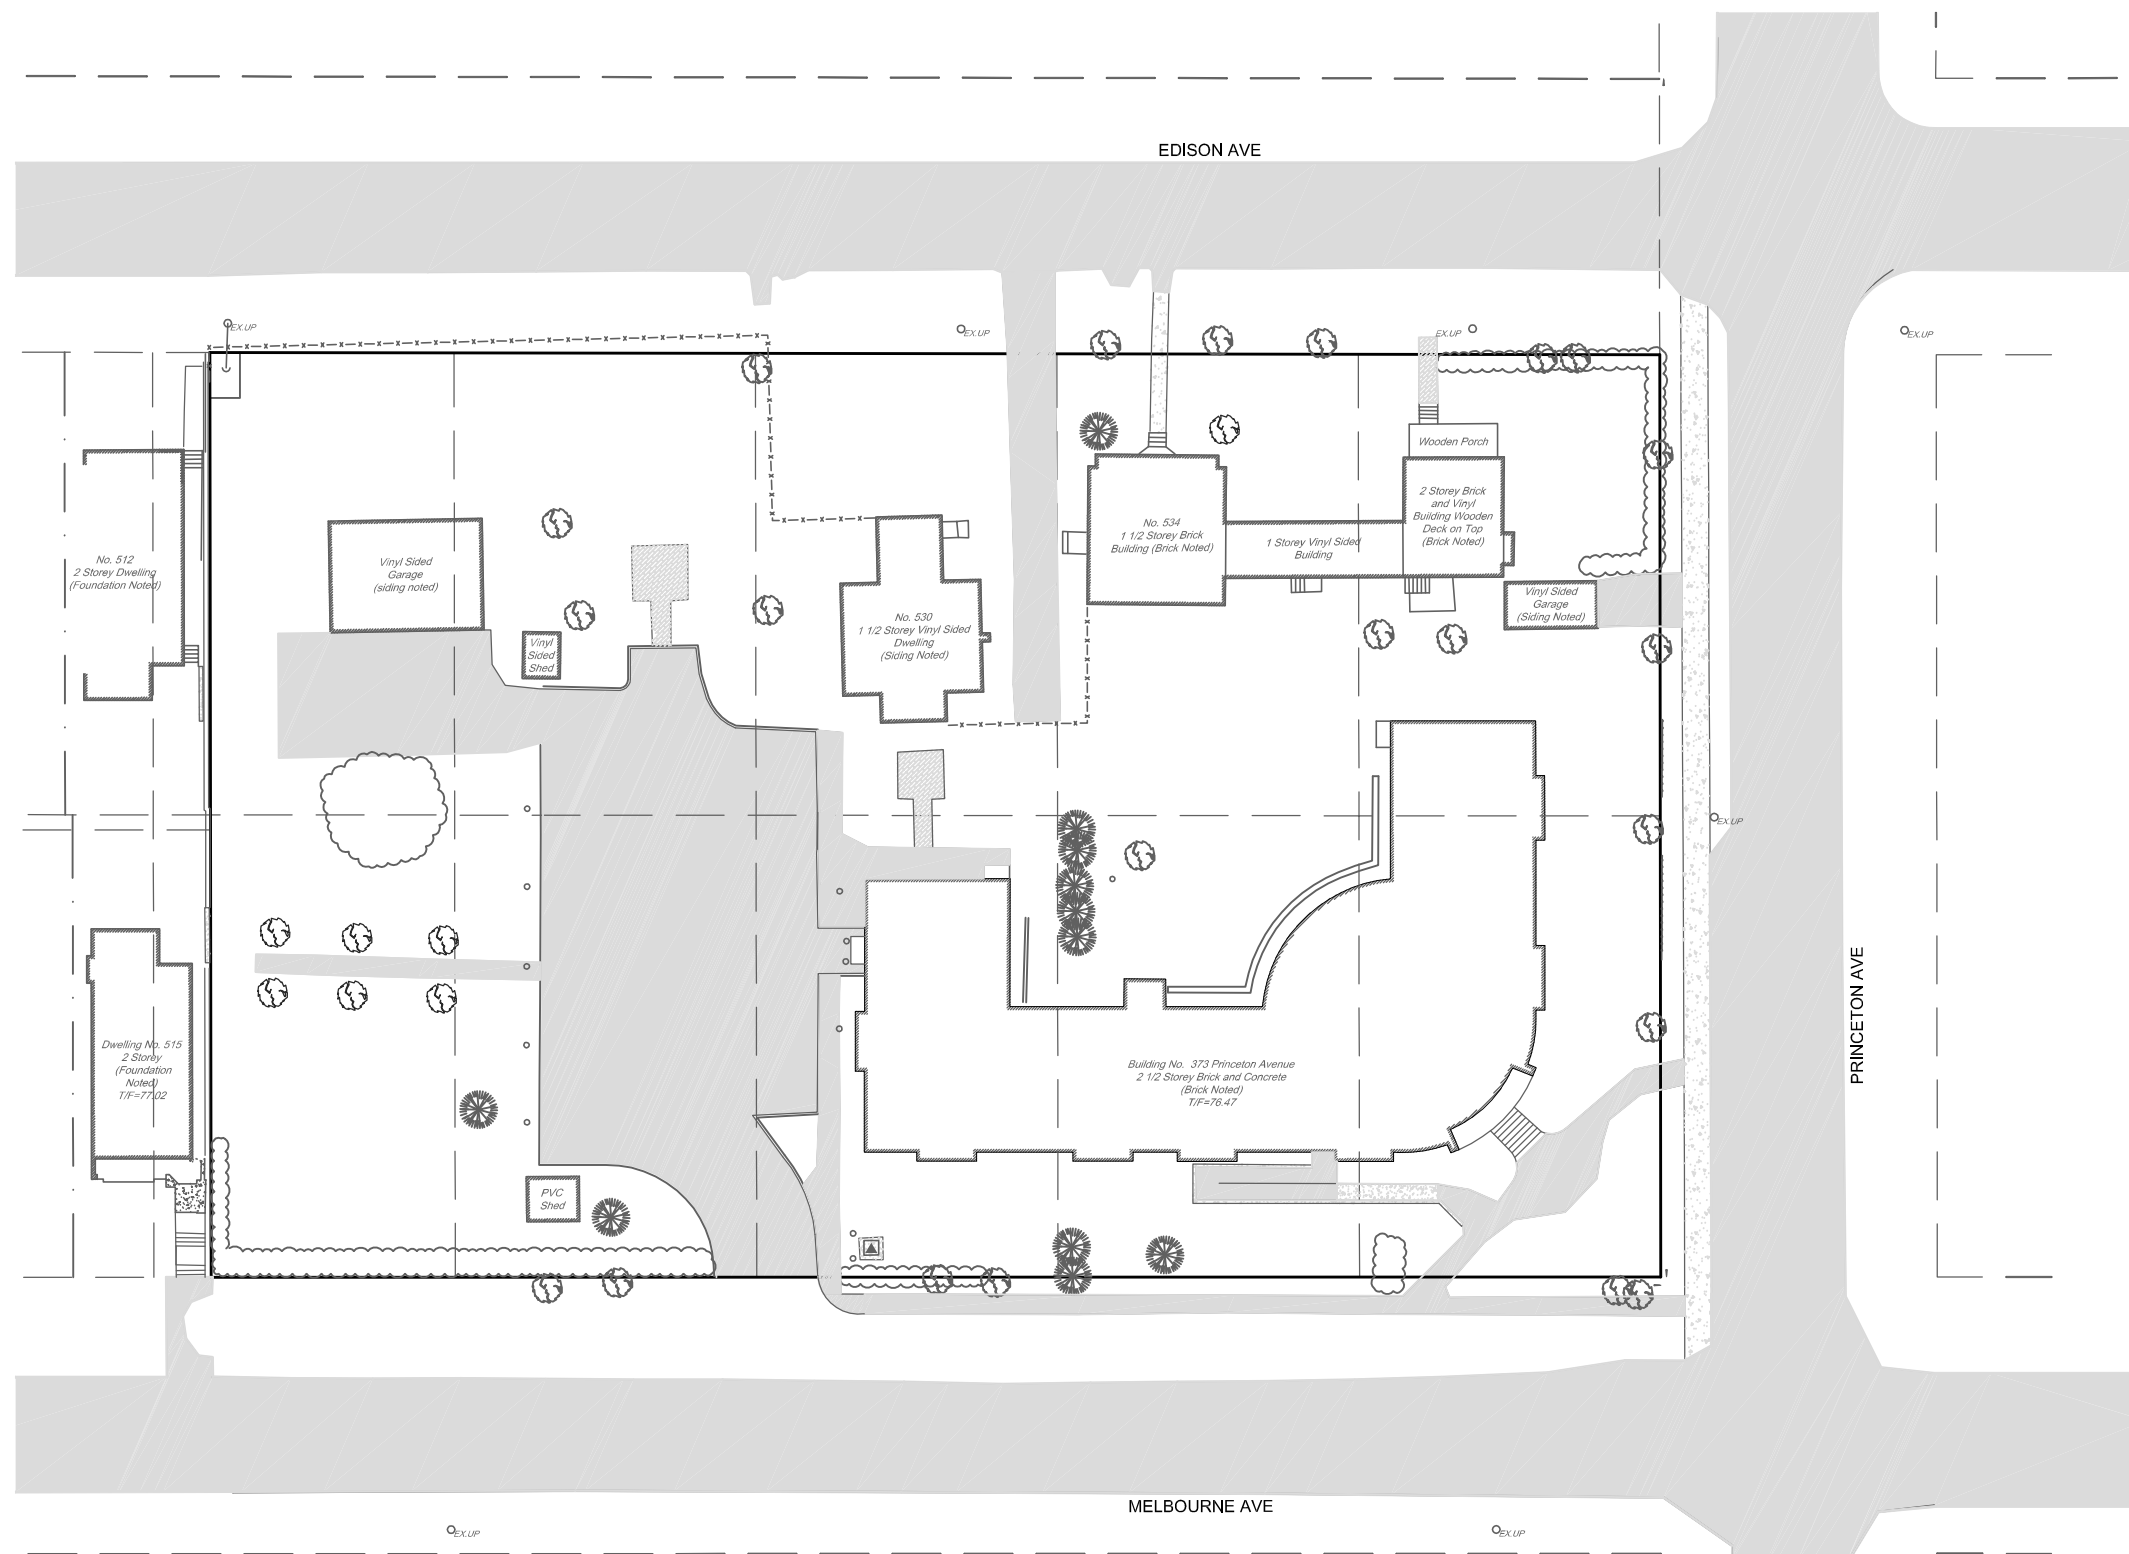 EDISON AVE
EX.UP
EX.UP
EX.UP
EX.UP
Wooden Porch
2 Storey Brick
and Vinyl
Building Wooden
Deck on Top
(Brick Noted)
No. 534
1 1/2 Storey Brick
Building (Brick Noted)
1 Storey Vinyl Sided
Building
No. 512
2 Storey Dwelling
(Foundation Noted)
Vinyl Sided
Garage
(siding noted)
Vinyl Sided
Garage
(Siding Noted)
No. 530
1 1/2 Storey Vinyl Sided
Dwelling
(Siding Noted)
Vinyl
Sided
Shed
EX.UP
PRINCETON AVE
Dwelling No. 515
2 Storey
(Foundation
Noted)
T/F=77.02
Building No. 373 Princeton Avenue
2 1/2 Storey Brick and Concrete
(Brick Noted)
T/F=76.47
PVC
Shed
MELBOURNE AVE
EX.UP
EX.UP